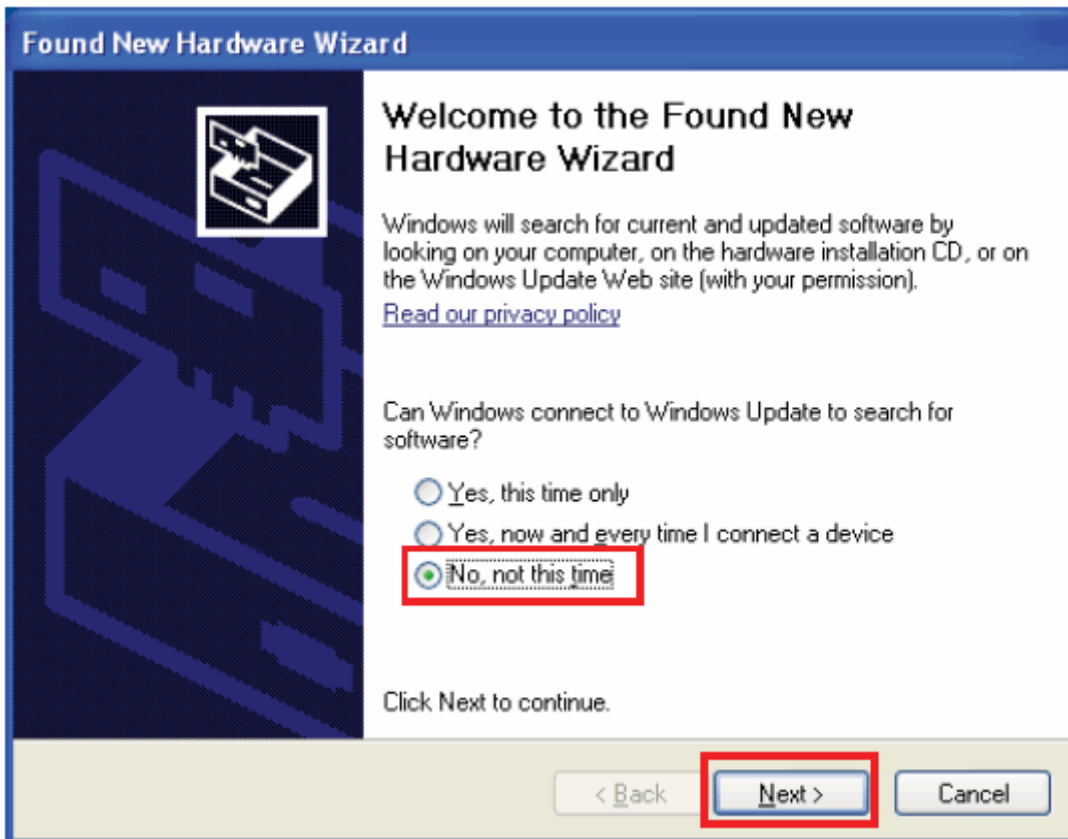 Found New Hardware Wizard
Welcome to the Found New
Hardware Wizard
Windows will search for current and updated software by
looking on your computer, on the hardware installation CD, or on
the Windows Update Web site (with your permission).
Read our privacy policy
Can Windows connect to Windows Update to search for
software?
Yes, this time only
Yes, now and every time I connect a device
No, not this time
Click Next to continue.
< Back
Next >
Cancel